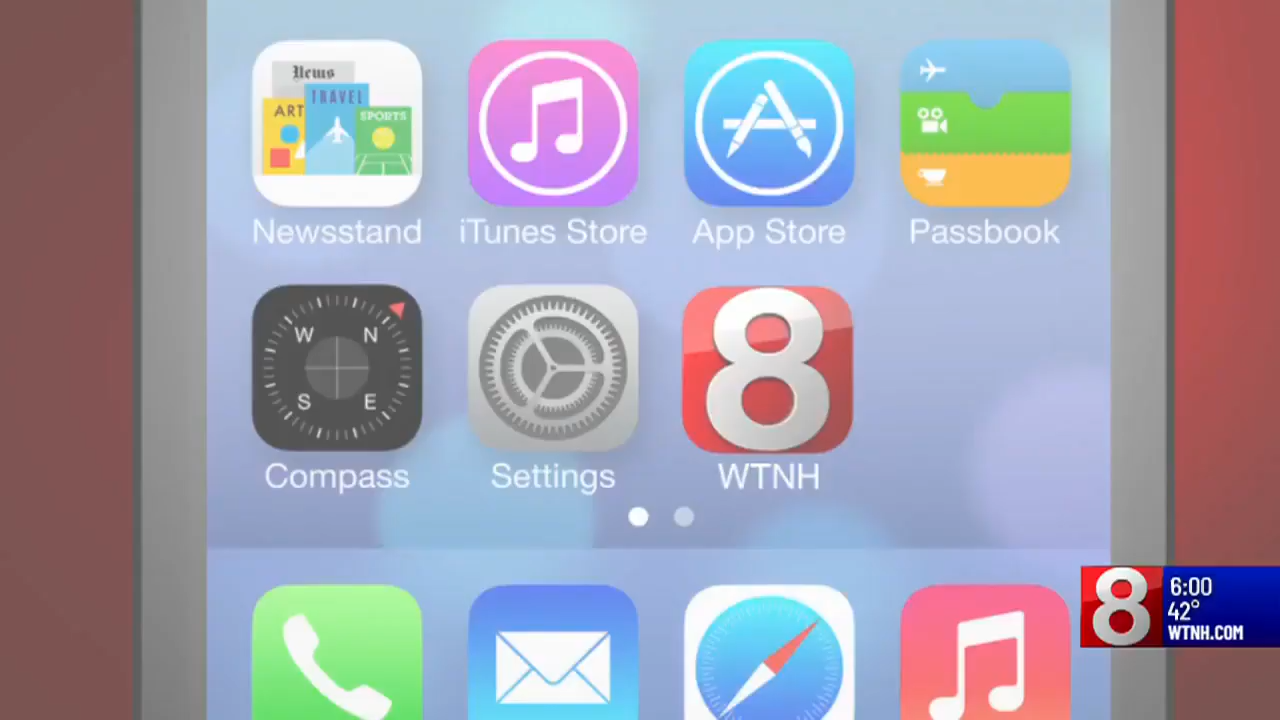 News
TRAVEL
ART
SPORTS
Newsstand
iTunes Store
App Store
Passbook
W N
S E
8
Compass
Settings
WTNH
8
6:00
42°
WTNH.COM